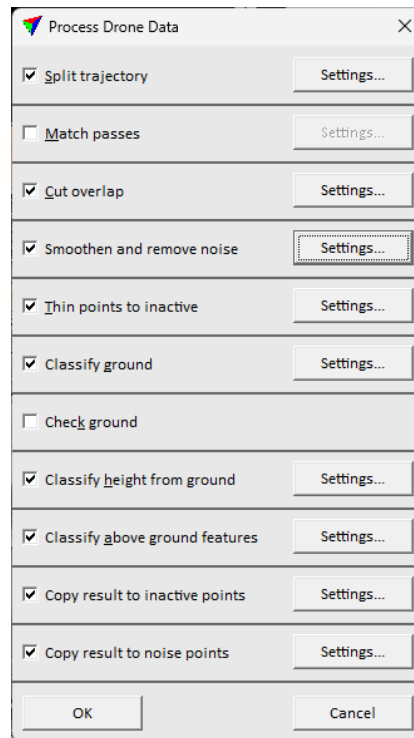 Process Drone Data
Split trajectory Settings...
Match passes Settings...
Cut overlap Settings...
Smoothen and remove noise Settings...
Thin points to inactive Settings...
Classify ground Settings...
Check ground
Classify height from ground Settings...
Classify above ground features Settings...
Copy result to inactive points Settings...
Copy result to noise points Settings...
OK Cancel